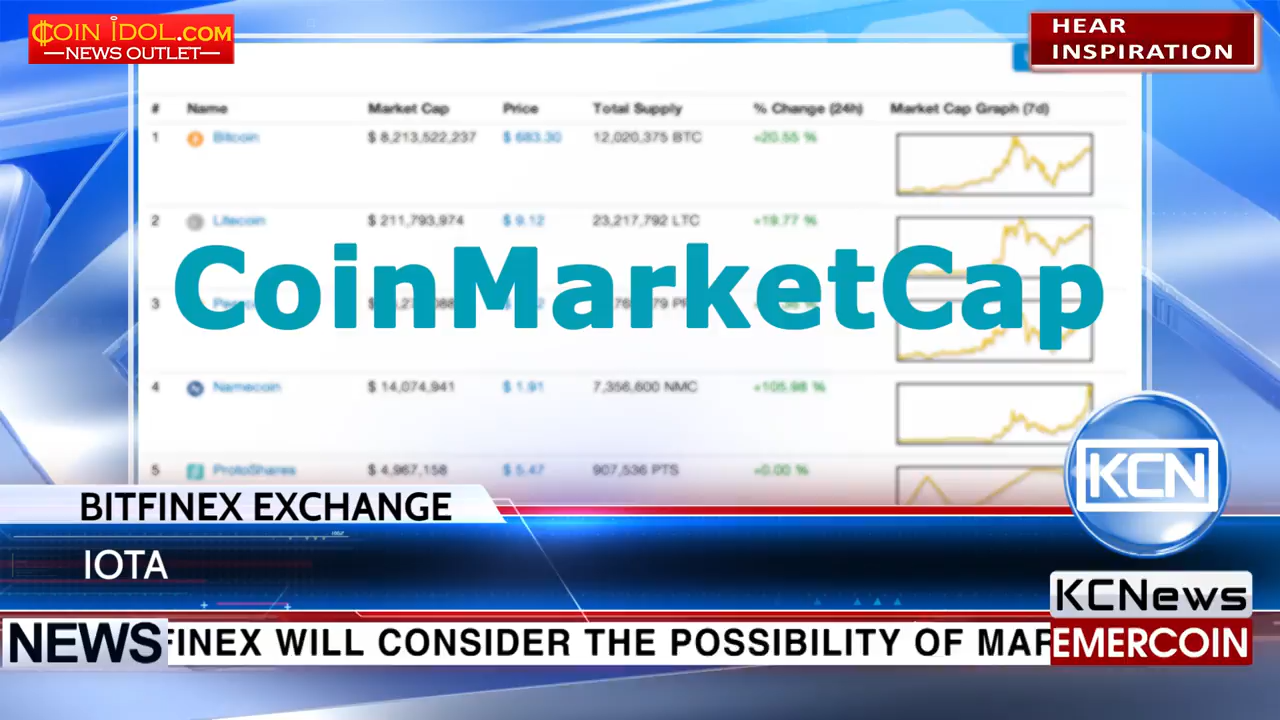 COIN IDOL.COM
NEWS OUTLET
HEAR
INSPIRATION
# Name Market Cap Price Total Supply % Change (24h) Market Cap Graph (7d)
1 Bitcoin $ 8,213,522,237 $ 683.30 12,020,375 BTC +20.55 %
2 Litecoin $ 211,793,974 $ 9.12 23,217,792 LTC +19.77 %
CoinMarketCap
3
4 Namecoin $ 14,074,941 $ 1.91 7,356,600 NMC +105.98 %
5 ProtoShares $ 4,967,158 $ 5.47 907,536 PTS +0.00 %
KCN
BITFINEX EXCHANGE
IOTA
KCNews
NEWS FINEX WILL CONSIDER THE POSSIBILITY OF MAR
EMERCOIN